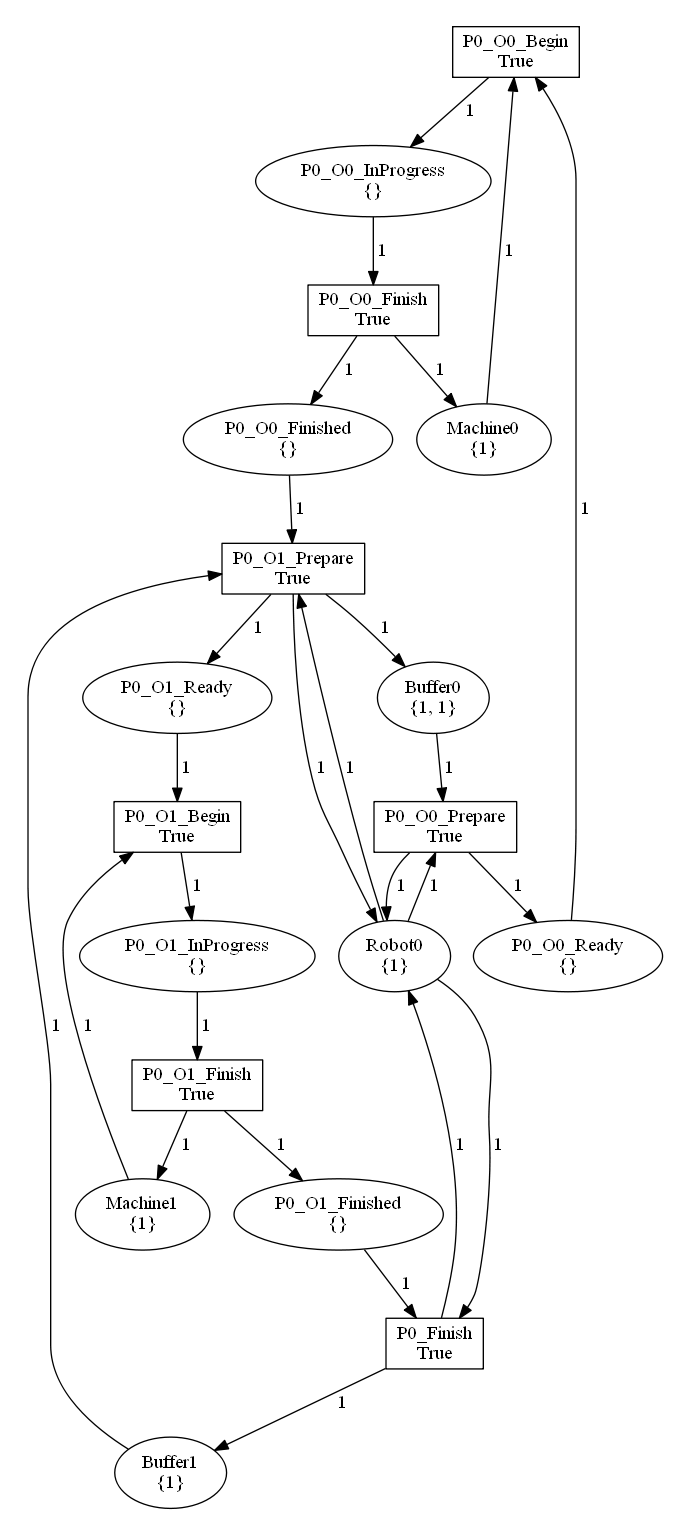 P0_O0_Begin
True
1
P0_O0_InProgress
{}
1
1
P0_O0_Finish
True
1
1
P0_O0_Finished
{}
Machine0
{1}
1
1
P0_O1_Prepare
True
1
1
P0_O1_Ready
{}
Buffer0
{1, 1}
1
1
1
1
P0_O1_Begin
True
P0_O0_Prepare
True
1
1
1
1
P0_O1_InProgress
{}
Robot0
{1}
P0_O0_Ready
{}
1
1
1
P0_O1_Finish
True
1
1
1
1
Machine1
{1}
P0_O1_Finished
{}
1
P0_Finish
True
1
Buffer1
{1}